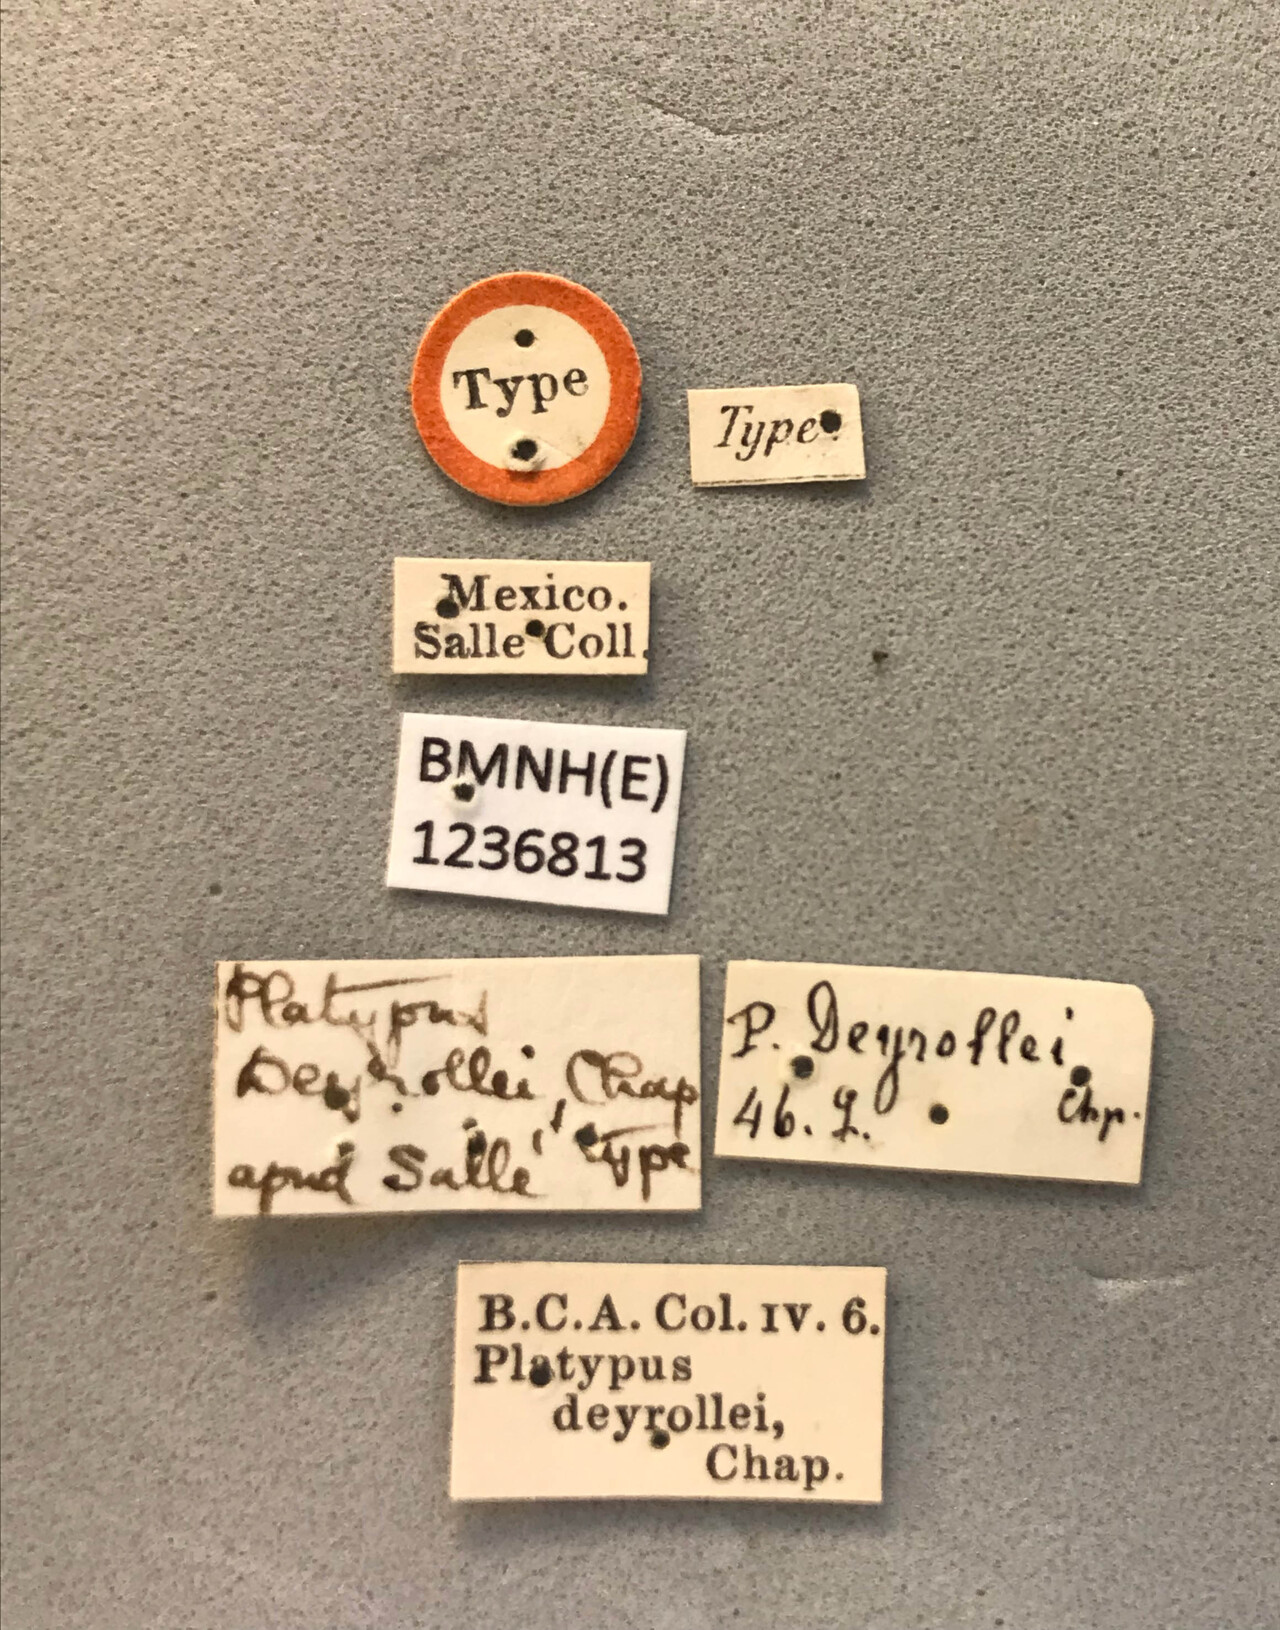 Type
Type.
Mexico.
Salle Coll.
BMNH(E)
1236813
Platypus
Deyrollei, Chap
apud Sallé, type
P. Deyrollei
Chp.
46.
B.C.A. Col. IV. 6.
Platypus
deyrollei,
Chap.